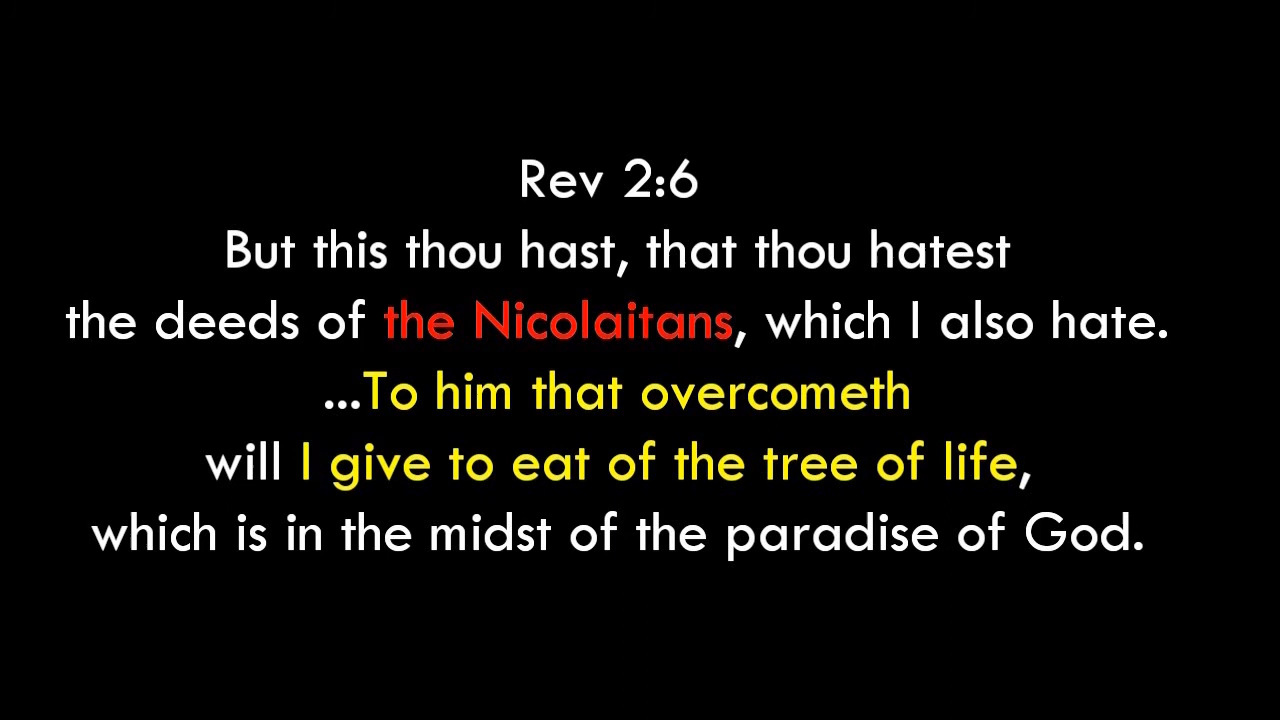 Rev 2:6
But this thou hast, that thou hatest
the deeds of the Nicolaitans, which I also hate.
...To him that overcometh
will I give to eat of the tree of life,
which is in the midst of the paradise of God.